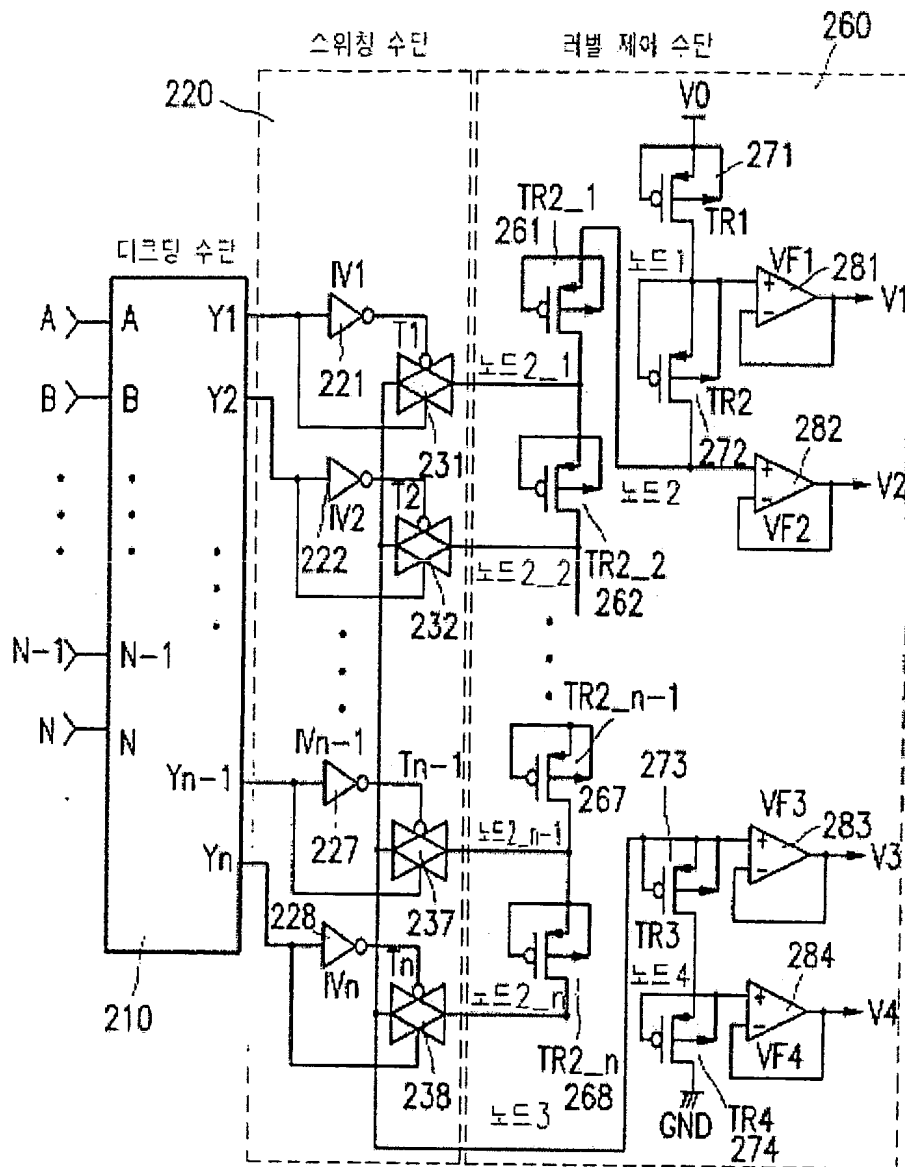 스위칭 수단
레벨 제어 수단
260
220
V0
271
TR2_1
261
TR1
디코딩 수단
IV1
노드1
VF1
281
A
A
Y1
T1
V1
221
노드2_1
B
B
Y2
TR2
272
282
231
T2
V2
IV2
노드2
VF2
222
노드2_2
TR2_2
262
232
N-1
N-1
TR2_n-1
N
N
IVn-1
Tn-1
273
VF3
Yn-1
267
283
227
노드2_n-1
V3
Yn
237
TR3
228
Tn
노드4
284
IVn
노드2_n
V4
210
VF4
TR2_n
268
238
노드3
GND
TR4
274